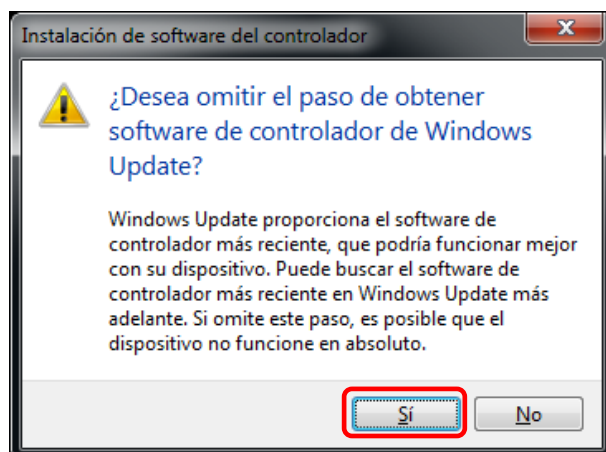 Instalación de software del controlador
¿Desea omitir el paso de obtener
software de controlador de Windows
Update?
Windows Update proporciona el software de
controlador más reciente, que podría funcionar mejor
con su dispositivo. Puede buscar el software de
controlador más reciente en Windows Update más
adelante. Si omite este paso, es posible que el
dispositivo no funcione en absoluto.
Sí No